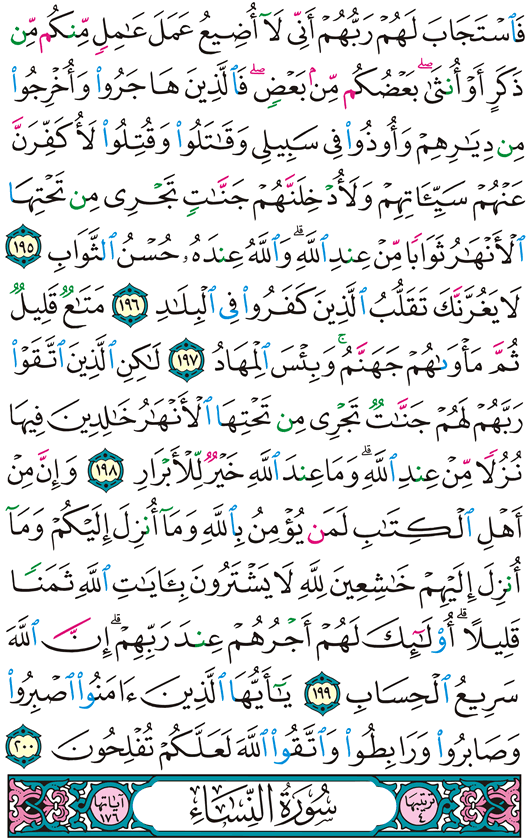 فَٱسۡتَجَابَ لَهُمۡ رَبُّهُمۡ أَنِّي لَآ أُضِيعُ عَمَلَ عَٰمِلٖ مِّنكُم مِّن
ذَكَرٍ أَوۡ أُنثَىٰۖ بَعۡضُكُم مِّنۢ بَعۡضٖۖ فَٱلَّذِينَ هَاجَرُواْ وَأُخۡرِجُواْ
مِن دِيَٰرِهِمۡ وَأُوذُواْ فِي سَبِيلِي وَقَٰتَلُواْ وَقُتِلُواْ لَأُكَفِّرَنَّ
عَنۡهُمۡ سَيِّـَٔاتِهِمۡ وَلَأُدۡخِلَنَّهُمۡ جَنَّٰتٖ تَجۡرِي مِن تَحۡتِهَا
ٱلۡأَنۡهَٰرُ ثَوَابٗا مِّنۡ عِندِ ٱللَّهِۚ وَٱللَّهُ عِندَهُۥ حُسۡنُ ٱلثَّوَابِ ١٩٥
لَا يَغُرَّنَّكَ تَقَلُّبُ ٱلَّذِينَ كَفَرُواْ فِي ٱلۡبِلَٰدِ ١٩٦ مَتَٰعٞ قَلِيلٞ
ثُمَّ مَأۡوَىٰهُمۡ جَهَنَّمُۖ وَبِئۡسَ ٱلۡمِهَادُ ١٩٧ لَٰكِنِ ٱلَّذِينَ ٱتَّقَوۡاْ
رَبَّهُمۡ لَهُمۡ جَنَّٰتٞ تَجۡرِي مِن تَحۡتِهَا ٱلۡأَنۡهَٰرُ خَٰلِدِينَ فِيهَا
نُزُلٗا مِّنۡ عِندِ ٱللَّهِۗ وَمَا عِندَ ٱللَّهِ خَيۡرٞ لِّلۡأَبۡرَارِ ١٩٨ وَإِنَّ مِنۡ
أَهۡلِ ٱلۡكِتَٰبِ لَمَن يُؤۡمِنُ بِٱللَّهِ وَمَآ أُنزِلَ إِلَيۡكُمۡ وَمَآ
أُنزِلَ إِلَيۡهِمۡ خَٰشِعِينَ لِلَّهِ لَا يَشۡتَرُونَ بِـَٔايَٰتِ ٱللَّهِ ثَمَنٗا
قَلِيلًاۗ أُوْلَٰٓئِكَ لَهُمۡ أَجۡرُهُمۡ عِندَ رَبِّهِمۡۗ إِنَّ ٱللَّهَ
سَرِيعُ ٱلۡحِسَابِ ١٩٩ يَٰٓأَيُّهَا ٱلَّذِينَ ءَامَنُواْ ٱصۡبِرُواْ
وَصَابِرُواْ وَرَابِطُواْ وَٱتَّقُواْ ٱللَّهَ لَعَلَّكُمۡ تُفۡلِحُونَ ٢٠٠
ترتيبها ٤ سُورَةُ النِّسَاءِ آياتها ١٧٦